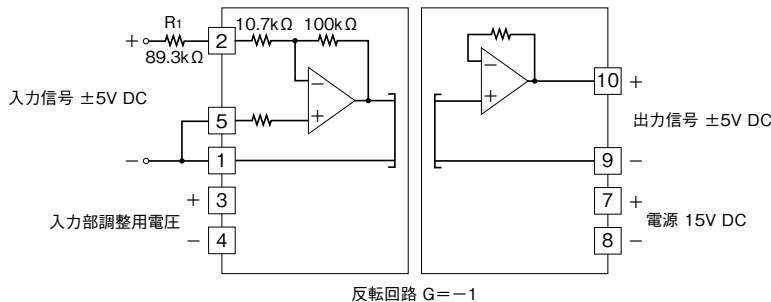 R1
89.3kΩ
10.7kΩ
100kΩ
+
2
−
+
入力信号 ±5V DC
5
−
1
+
3
入力部調整用電圧
−
4
−
+
10
+
出力信号 ±5V DC
9
−
7
+
電源 15V DC
8
−
反転回路 G=−1